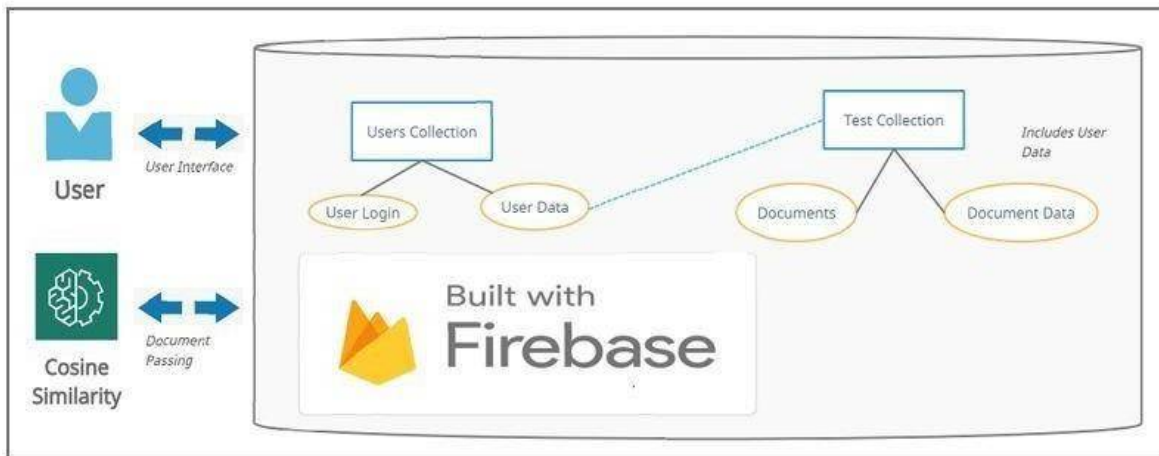 User
User Interface
Users Collection
User Login
User Data
Test Collection
Includes User
Data
Documents
Document Data
Cosine
Similarity
Document
Passing
Built with
Firebase